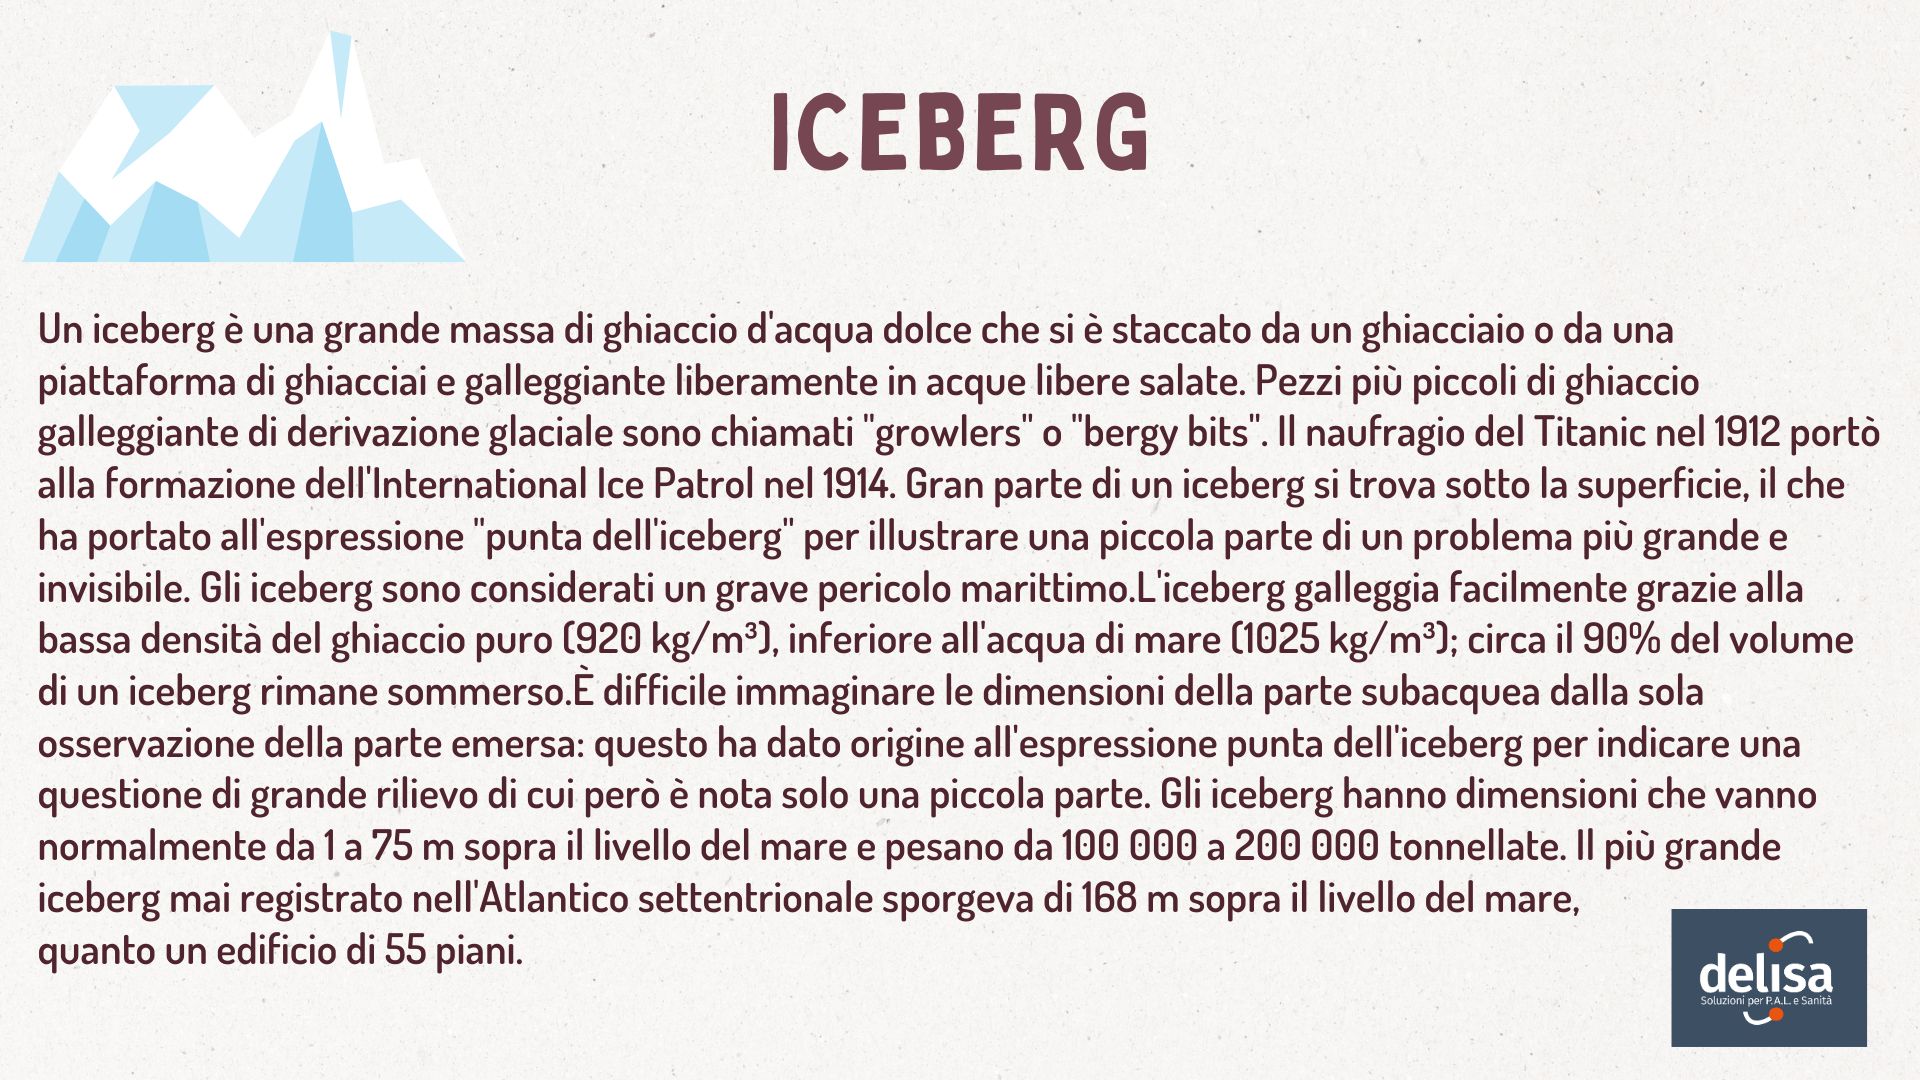 ICEBERG
Un iceberg è una grande massa di ghiaccio d'acqua dolce che si è staccato da un ghiacciaio o da una
piattaforma di ghiacciai e galleggiante liberamente in acque libere salate. Pezzi più piccoli di ghiaccio
galleggiante di derivazione glaciale sono chiamati "growlers" o "bergy bits". Il naufragio del Titanic nel 1912 portò
alla formazione dell'International Ice Patrol nel 1914. Gran parte di un iceberg si trova sotto la superficie, il che
ha portato all'espressione "punta dell'iceberg" per illustrare una piccola parte di un problema più grande e
invisibile. Gli iceberg sono considerati un grave pericolo marittimo.L'iceberg galleggia facilmente grazie alla
bassa densità del ghiaccio puro (920 kg/m³), inferiore all'acqua di mare (1025 kg/m³); circa il 90% del volume
di un iceberg rimane sommerso.È difficile immaginare le dimensioni della parte subacquea dalla sola
osservazione della parte emersa: questo ha dato origine all'espressione punta dell'iceberg per indicare una
questione di grande rilievo di cui però è nota solo una piccola parte. Gli iceberg hanno dimensioni che vanno
normalmente da 1 a 75 m sopra il livello del mare e pesano da 100 000 a 200 000 tonnellate. Il più grande
iceberg mai registrato nell'Atlantico settentrionale sporgeva di 168 m sopra il livello del mare,
quanto un edificio di 55 piani.
delisa
Soluzioni per P.A.L. e Sanità